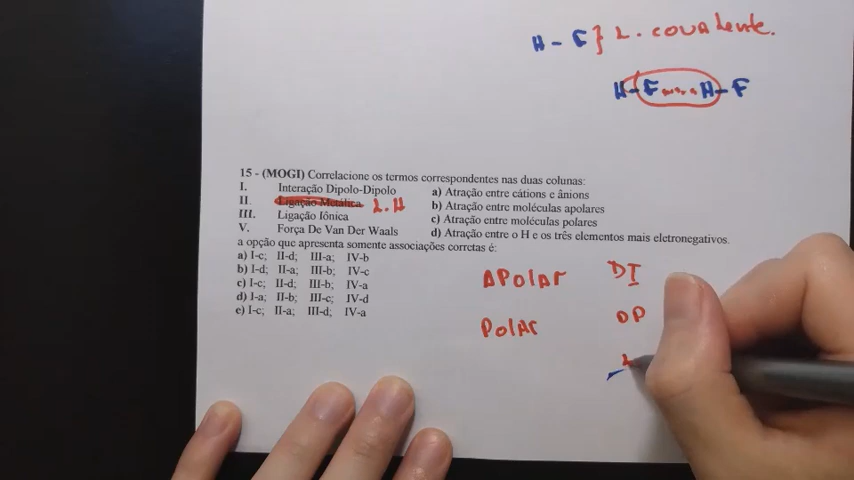 H - F } L. covalente.
H - F H - F
15 - (MOGI) Correlacione os termos correspondentes nas duas colunas:
I. Interação Dipolo-Dipolo a) Atração entre cátions e ânions
II. Ligação Metálica L.H b) Atração entre moléculas apolares
III. Ligação Iônica c) Atração entre moléculas polares
V. Força De Van Der Waals d) Atração entre o H e os três elementos mais eletronegativos.
a opção que apresenta somente associações corretas é:
a) I-c; II-d; III-a; IV-b
b) I-d; II-a; III-b; IV-c
c) I-c; II-d; III-b; IV-a
d) I-a; II-b; III-c; IV-d
e) I-c; II-a; III-d; IV-a
APOLAR DI
POLAR DP